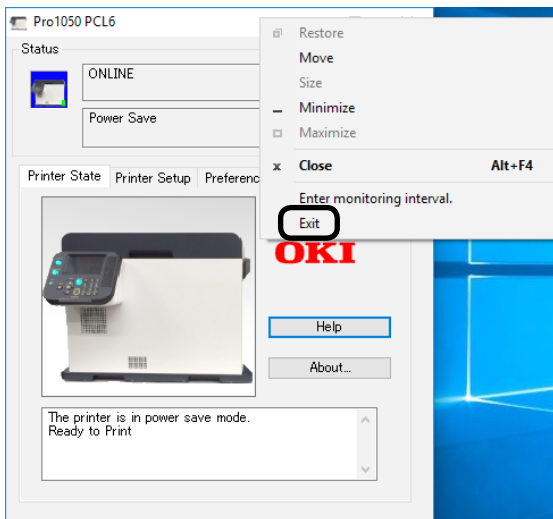 Pro1050 PCL6
Status
ONLINE
Power Save
Printer State Printer Setup Preferenc
OKI
Help
About...
The printer is in power save mode.
Ready to Print
Restore
Move
Size
Minimize
Maximize
Close Alt+F4
Enter monitoring interval.
Exit